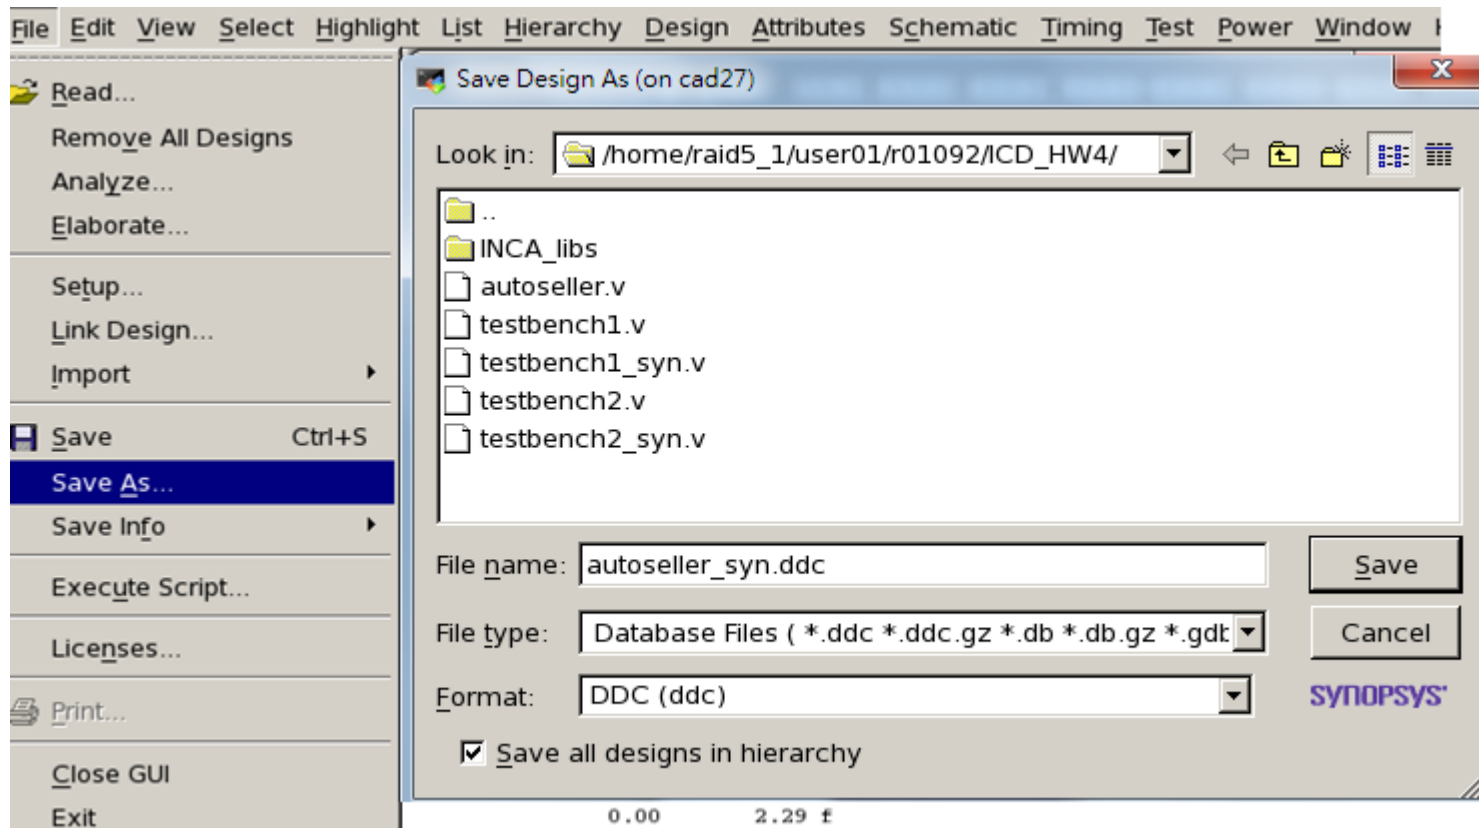 File Edit View Select Highlight List Hierarchy Design Attributes Schematic Timing Test Power Window
Read...
Remove All Designs
Analyze...
Elaborate...
Setup...
Link Design...
Import
Save Ctrl+S
Save As...
Save Info
Execute Script...
Licenses...
Print...
Close GUI
Exit
Save Design As (on cad27)
Look in: /home/raid5_1/user01/r01092/ICD_HW4/
..
INCA_libs
autoseller.v
testbench1.v
testbench1_syn.v
testbench2.v
testbench2_syn.v
File name: autoseller_syn.ddc Save
File type: Database Files ( *.ddc *.ddc.gz *.db *.db.gz *.gdb Cancel
Format: DDC (ddc) SYNOPSYS
Save all designs in hierarchy
0.00 2.29 f